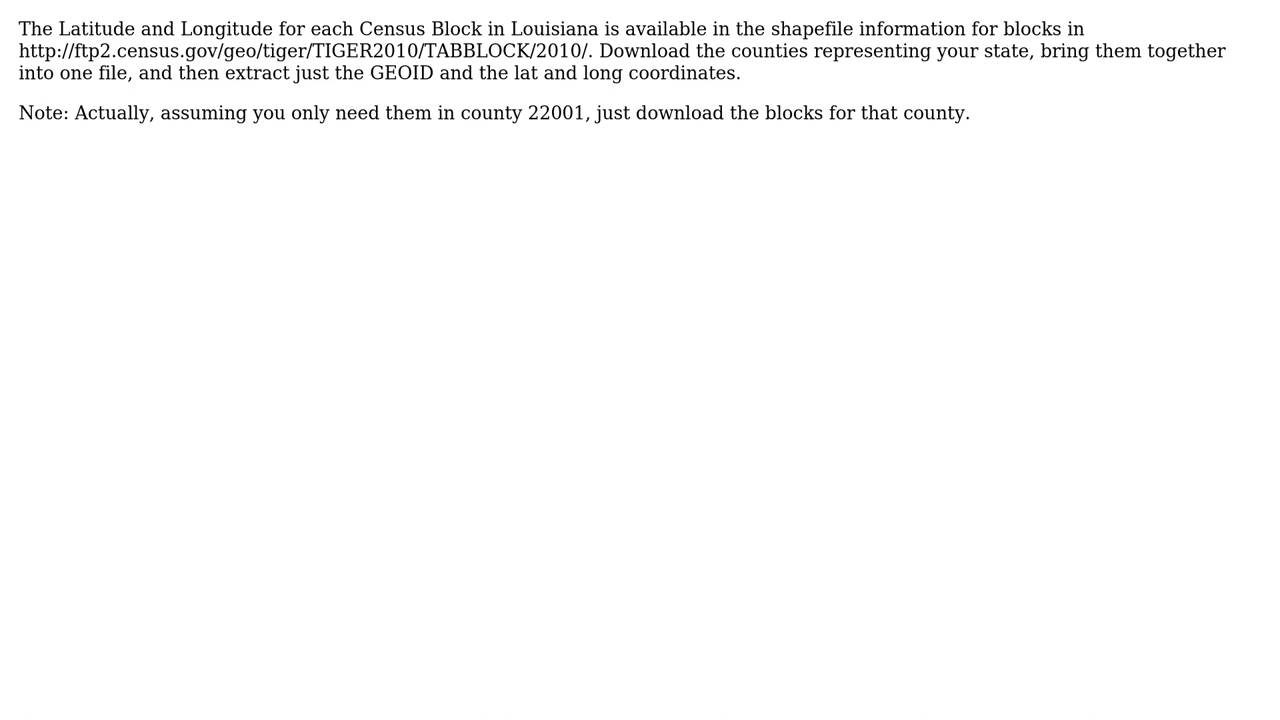 The Latitude and Longitude for each Census Block in Louisiana is available in the shapefile information for blocks in
http://ftp2.census.gov/geo/tiger/TIGER2010/TABBLOCK/2010/. Download the counties representing your state, bring them together
into one file, and then extract just the GEOID and the lat and long coordinates.
Note: Actually, assuming you only need them in county 22001, just download the blocks for that county.